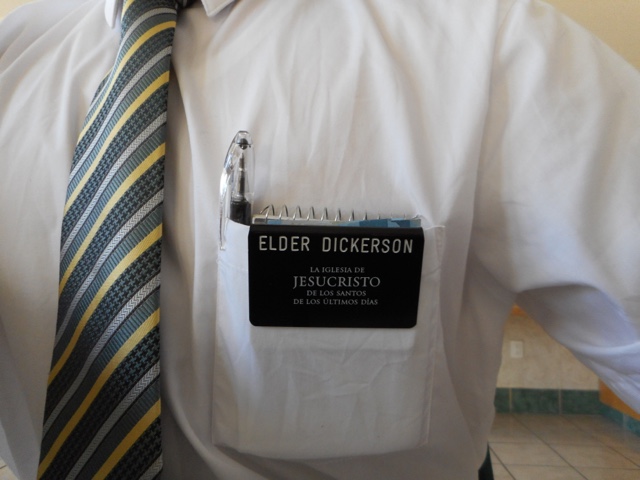 ELDER DICKERSON
LA IGLESIA DE
JESUCRISTO
DE LOS SANTOS
DE LOS ÚLTIMOS DÍAS